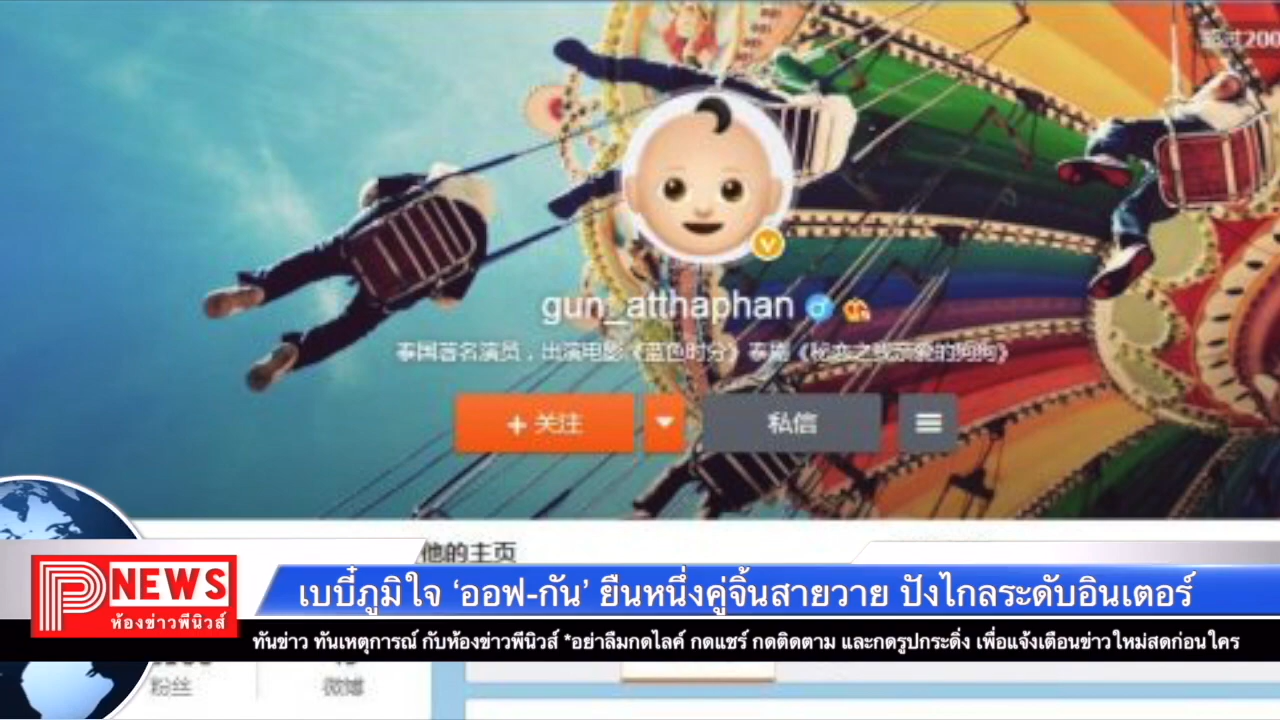 gun_atthaphan
泰国著名演员，出演电影《蓝色时分》泰剧
+ 关注
私信
他的主页
P NEWS
ห้องข่าวพีนิวส์
เบบี๋ภูมิใจ ‘ออฟ-กัน’ ยืนหนึ่งคู่จิ้นสายวาย ปังไกลระดับอินเตอร์
ทันข่าว ทันเหตุการณ์ กับห้องข่าวพีนิวส์ *อย่าลืมกดไลค์ กดแชร์ กดติดตาม และกดรูปกระดิ่ง เพื่อแจ้งเตือนข่าวใหม่สดก่อนใคร
粉丝
微博